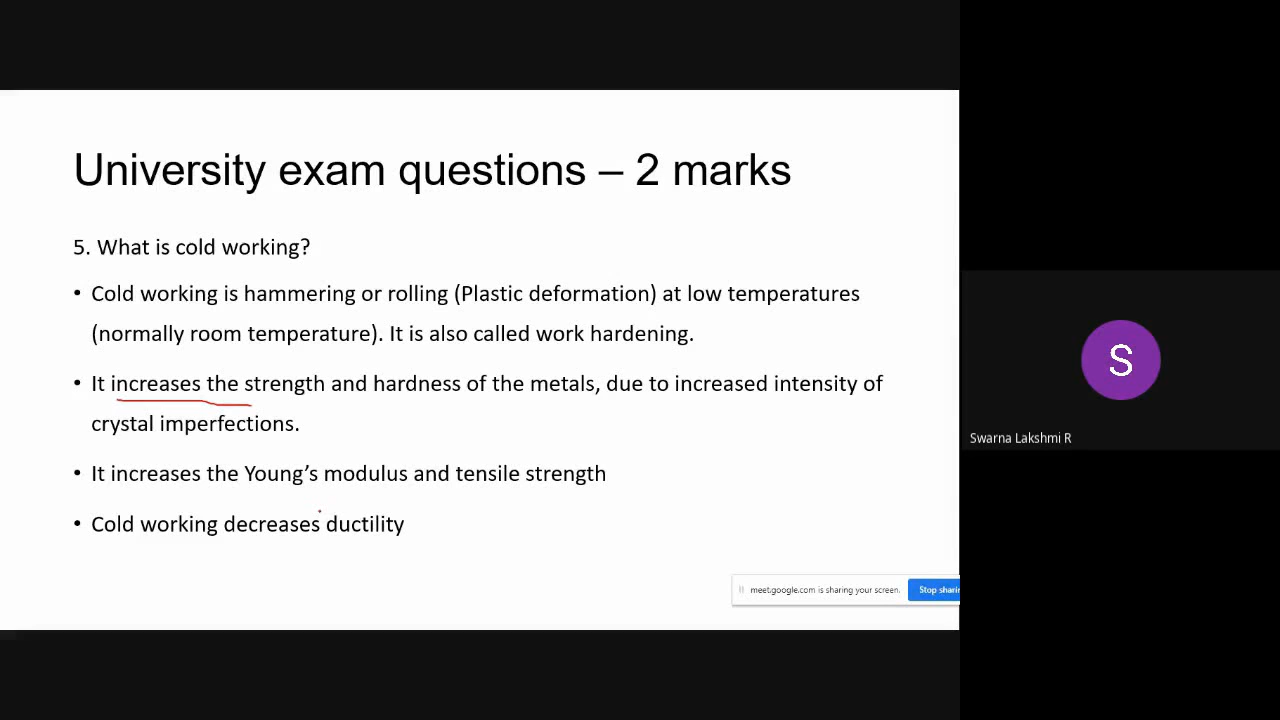 University exam questions – 2 marks
5. What is cold working?
• Cold working is hammering or rolling (Plastic deformation) at low temperatures
(normally room temperature). It is also called work hardening.
• It increases the strength and hardness of the metals, due to increased intensity of
crystal imperfections.
• It increases the Young’s modulus and tensile strength
• Cold working decreases ductility
meet.google.com is sharing your screen.
Stop sharin
S
Swarna Lakshmi R